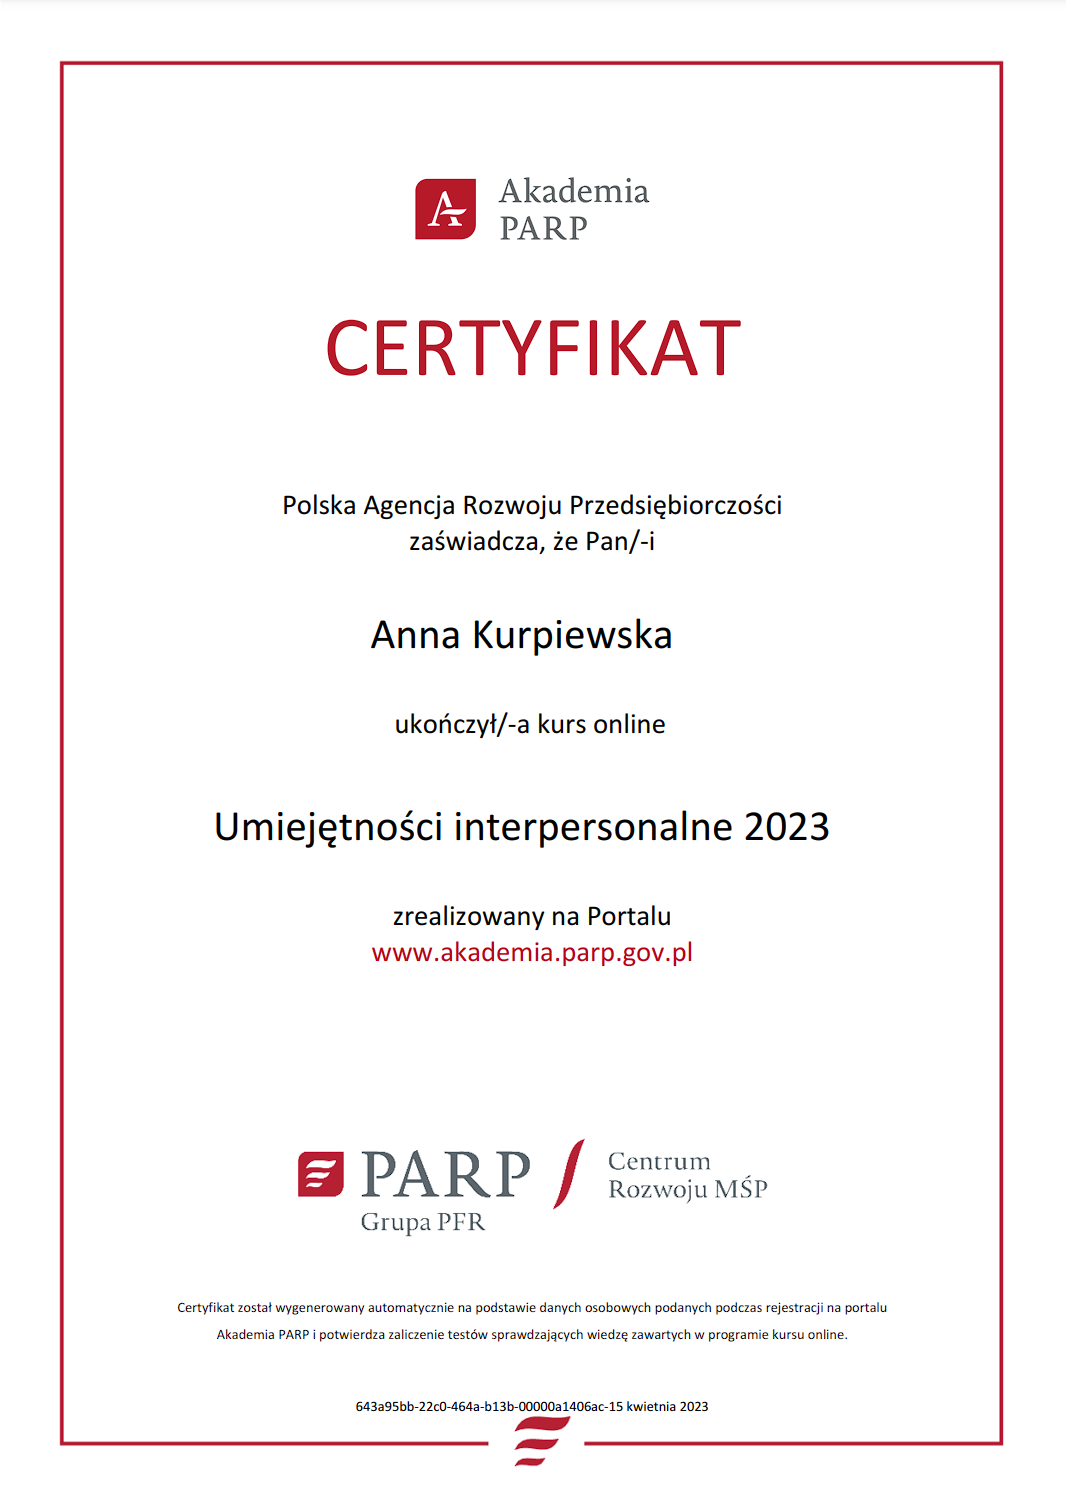 Akademia
PARP
CERTYFIKAT
Polska Agencja Rozwoju Przedsiębiorczości
zaświadcza, że Pan/-i
Anna Kurpiewska
ukończył/-a kurs online
Umiejętności interpersonalne 2023
zrealizowany na Portalu
www.akademia.parp.gov.pl
PARP
Grupa PFR
Centrum
Rozwoju MŚP
Certyfikat został wygenerowany automatycznie na podstawie danych osobowych podanych podczas rejestracji na portalu
Akademia PARP i potwierdza zaliczenie testów sprawdzających wiedzę zawartych w programie kursu online.
643a95bb-22c0-464a-b13b-00000a1406ac-15 kwietnia 2023